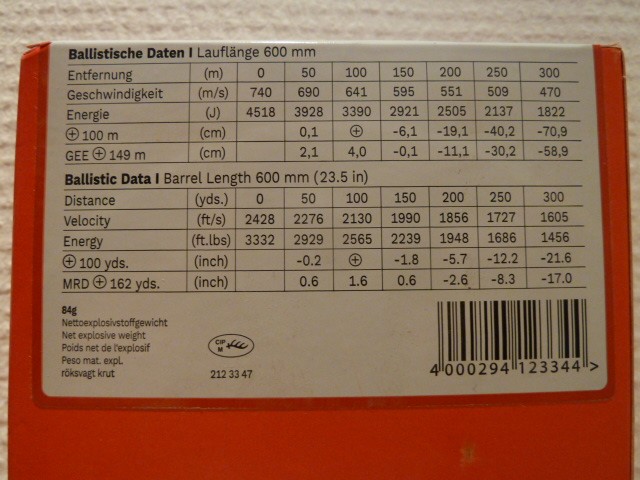 Ballistische Daten I Lauflänge 600 mm
Entfernung (m) 0 50 100 150 200 250 300
Geschwindigkeit (m/s) 740 690 641 595 551 509 470
Energie (J) 4518 3928 3390 2921 2505 2137 1822
⊕ 100 m (cm) 0,1 ⊕ -6,1 -19,1 -40,2 -70,9
GEE ⊕ 149 m (cm) 2,1 4,0 -0,1 -11,1 -30,2 -58,9
Ballistic Data I Barrel Length 600 mm (23.5 in)
Distance (yds.) 0 50 100 150 200 250 300
Velocity (ft/s) 2428 2276 2130 1990 1856 1727 1605
Energy (ft.lbs) 3332 2929 2565 2239 1948 1686 1456
⊕ 100 yds. (inch) -0.2 ⊕ -1.8 -5.7 -12.2 -21.6
MRD ⊕ 162 yds. (inch) 0.6 1.6 0.6 -2.6 -8.3 -17.0
84g
Nettoexplosivstoffgewicht
Net explosive weight
Poids net de l'explosif
Peso mat. expl.
röksvagt krut
CIP
M
212 33 47
4 000294 123344 >